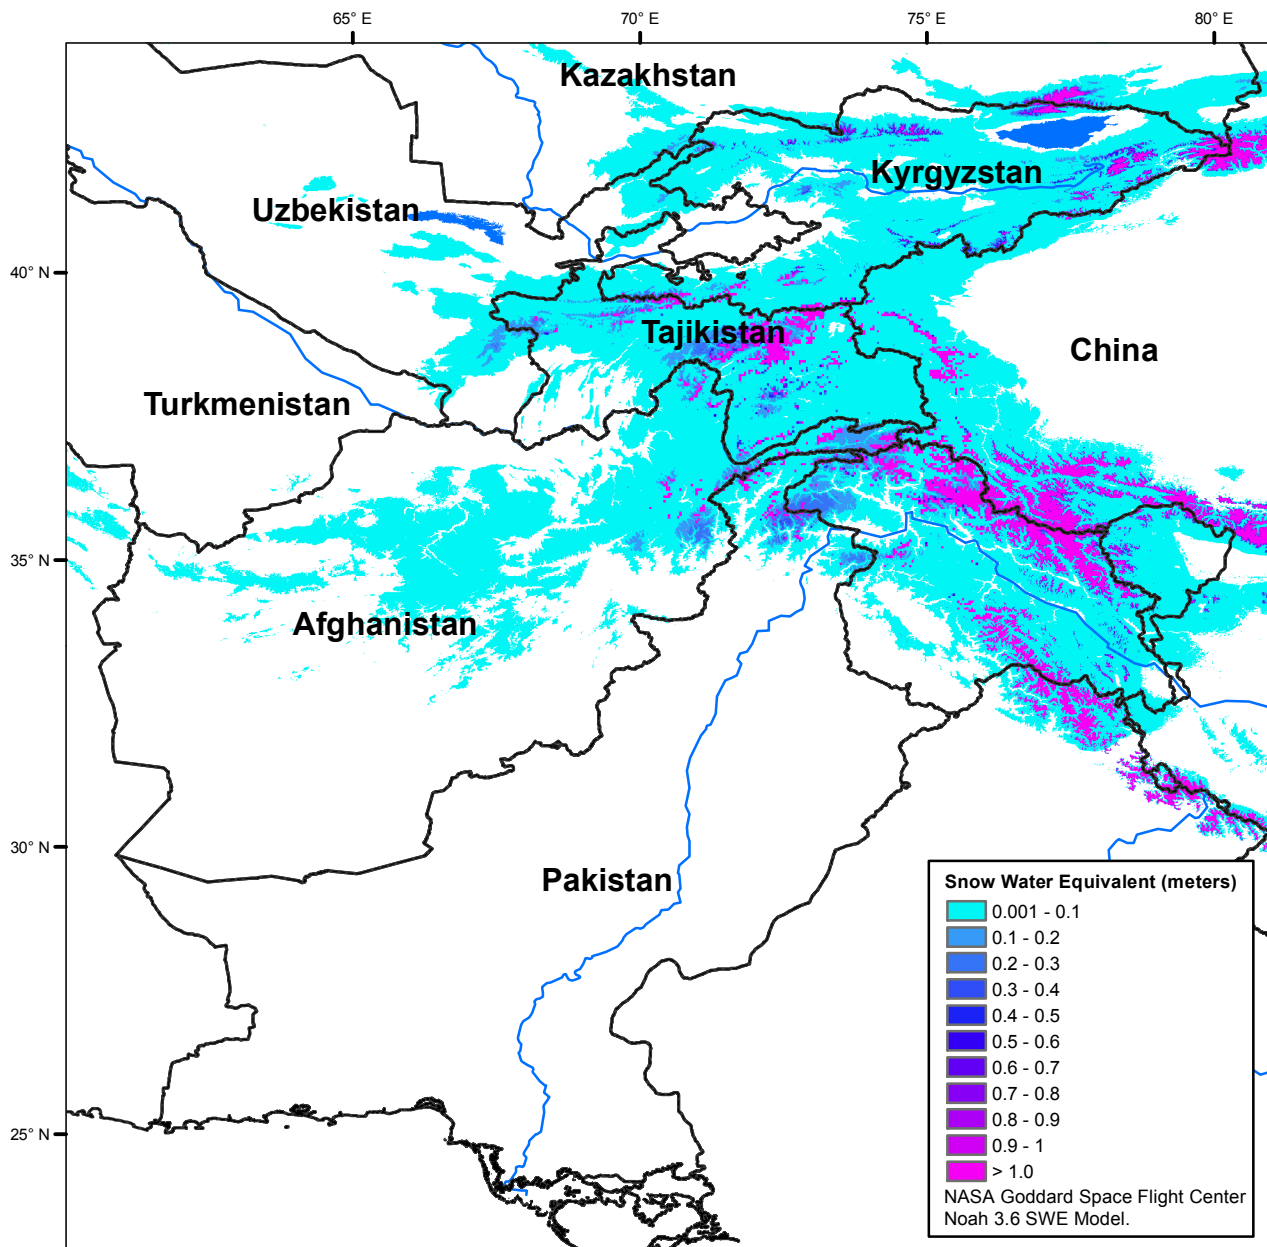 65° E
70° E
75° E
80° E
Kazakhstan
Kyrgyzstan
Uzbekistan
40° N
Tajikistan
China
Turkmenistan
35° N
Afghanistan
30° N
Pakistan
25° N
Snow Water Equivalent (meters)
0.001 - 0.1
0.1 - 0.2
0.2 - 0.3
0.3 - 0.4
0.4 - 0.5
0.5 - 0.6
0.6 - 0.7
0.7 - 0.8
0.8 - 0.9
0.9 - 1
> 1.0
NASA Goddard Space Flight Center
Noah 3.6 SWE Model.